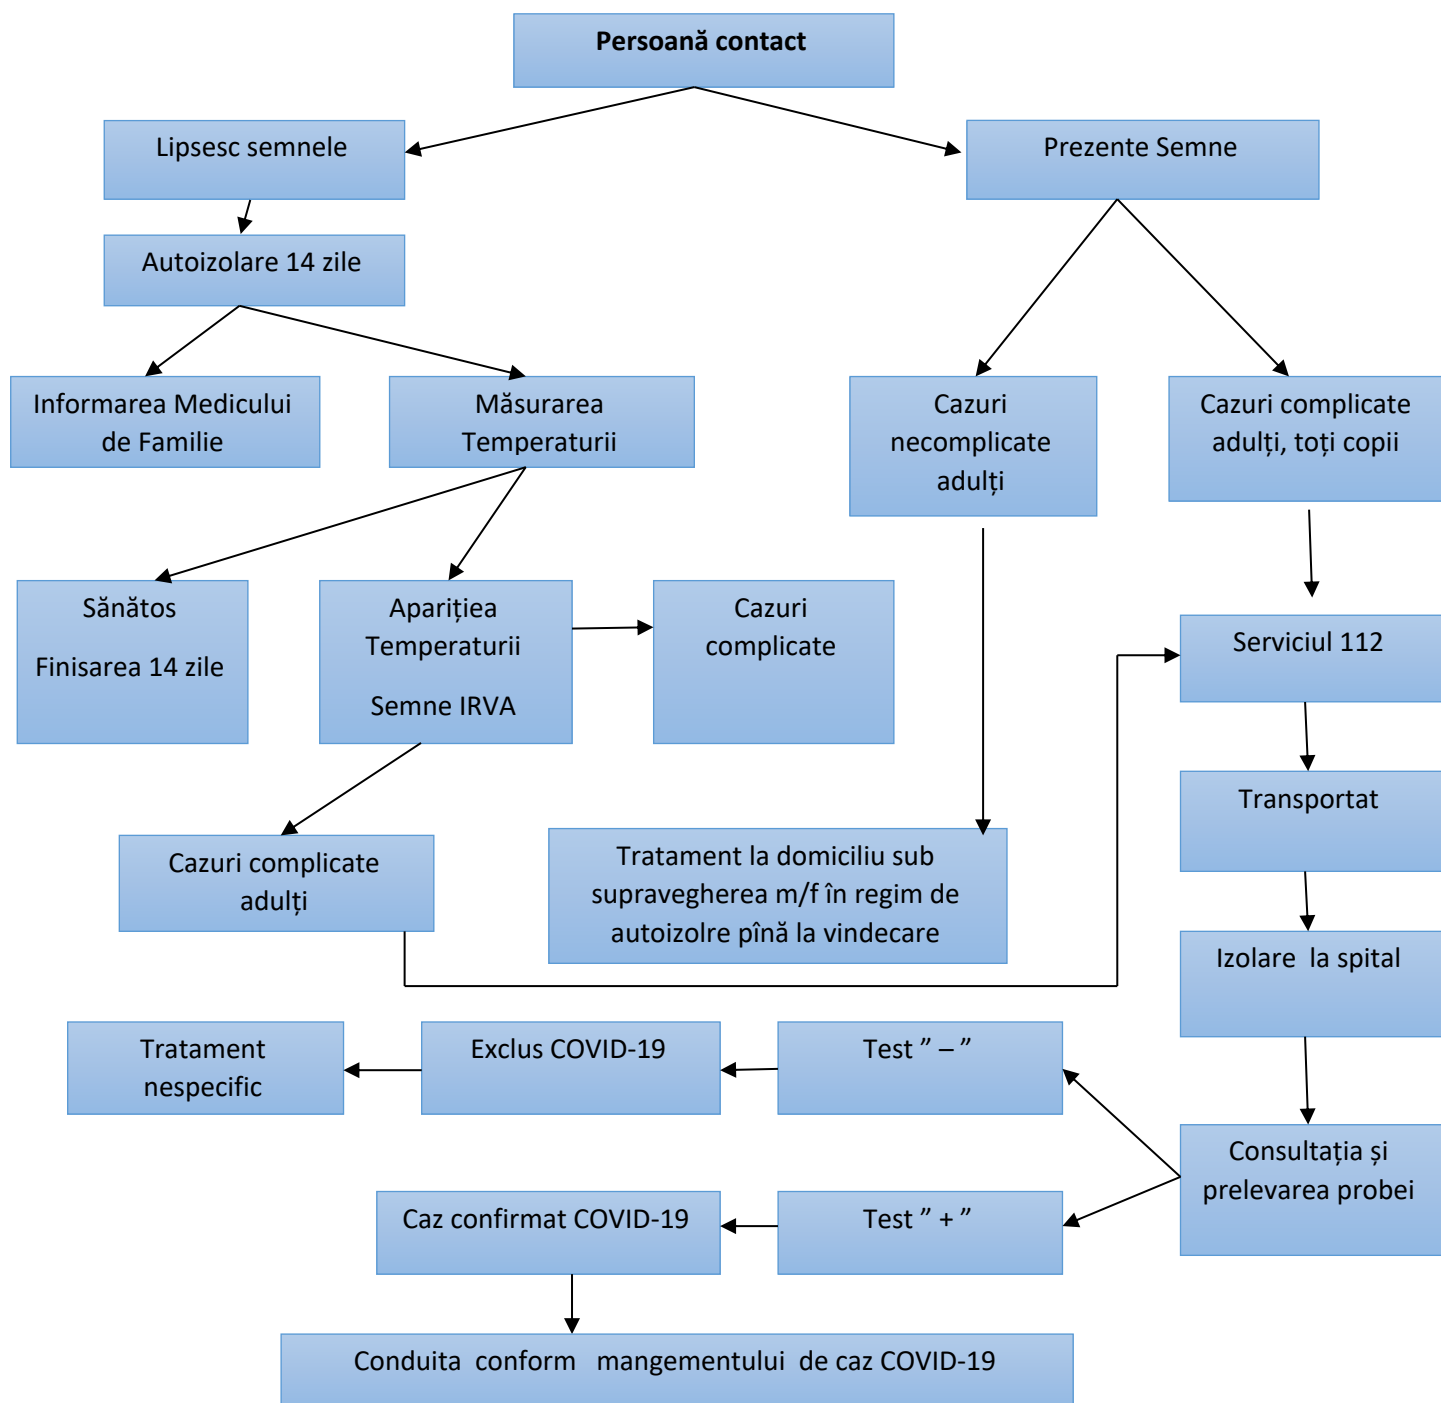 Persoană contact
Lipsesc semnele
Prezente Semne
Autoizolare 14 zile
Informarea Medicului
de Familie
Măsurarea
Temperaturii
Cazuri
necomplicate
adulți
Cazuri complicate
adulți, toți copii
Sănătos
Finisarea 14 zile
Aparițiea
Temperaturii
Semne IRVA
Cazuri
complicate
Serviciul 112
Transportat
Cazuri complicate
adulți
Tratament la domiciliu sub
supravegherea m/f în regim de
autoizolre pînă la vindecare
Izolare la spital
Tratament
nespecific
Exclus COVID-19
Test ” – ”
Consultația și
prelevarea probei
Caz confirmat COVID-19
Test ” + ”
Conduita conform mangementului de caz COVID-19